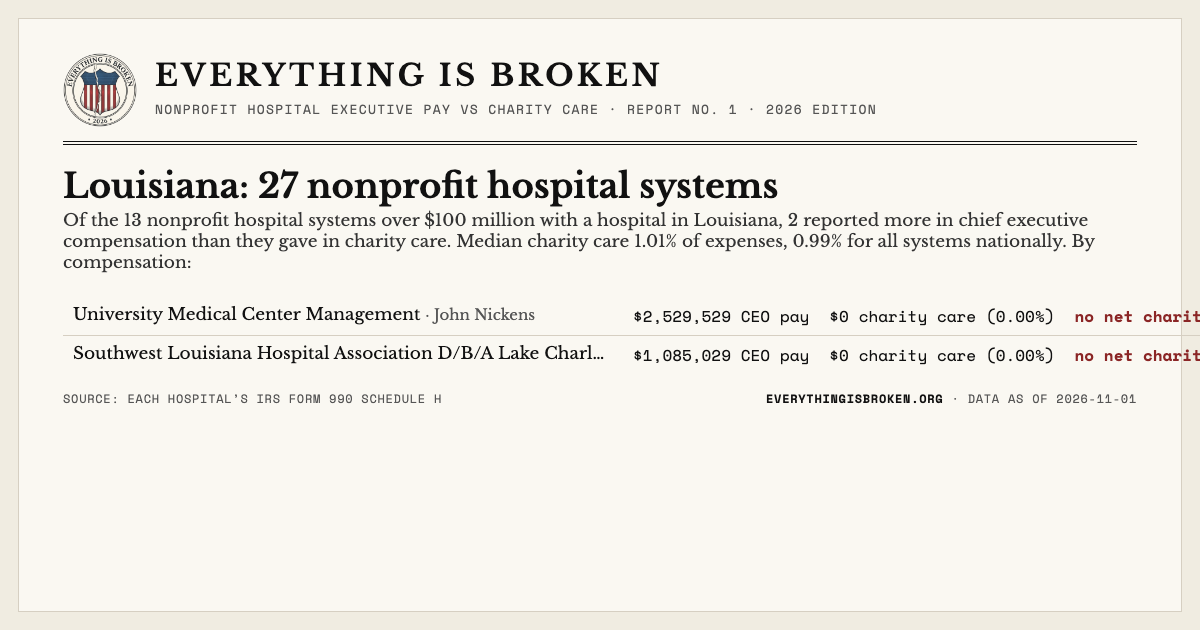 EVERYTHING IS BROKEN
· 2026 ·
EVERYTHING IS BROKEN
NONPROFIT HOSPITAL EXECUTIVE PAY VS CHARITY CARE · REPORT NO. 1 · 2026 EDITION
Louisiana: 27 nonprofit hospital systems
Of the 13 nonprofit hospital systems over $100 million with a hospital in Louisiana, 2 reported more in chief executive
compensation than they gave in charity care. Median charity care 1.01% of expenses, 0.99% for all systems nationally. By
compensation:
University Medical Center Management · John Nickens $2,529,529 CEO pay $0 charity care (0.00%) no net charit
Southwest Louisiana Hospital Association D/B/A Lake Charl… $1,085,029 CEO pay $0 charity care (0.00%) no net charit
SOURCE: EACH HOSPITAL’S IRS FORM 990 SCHEDULE H
EVERYTHINGISBROKEN.ORG · DATA AS OF 2026-11-01